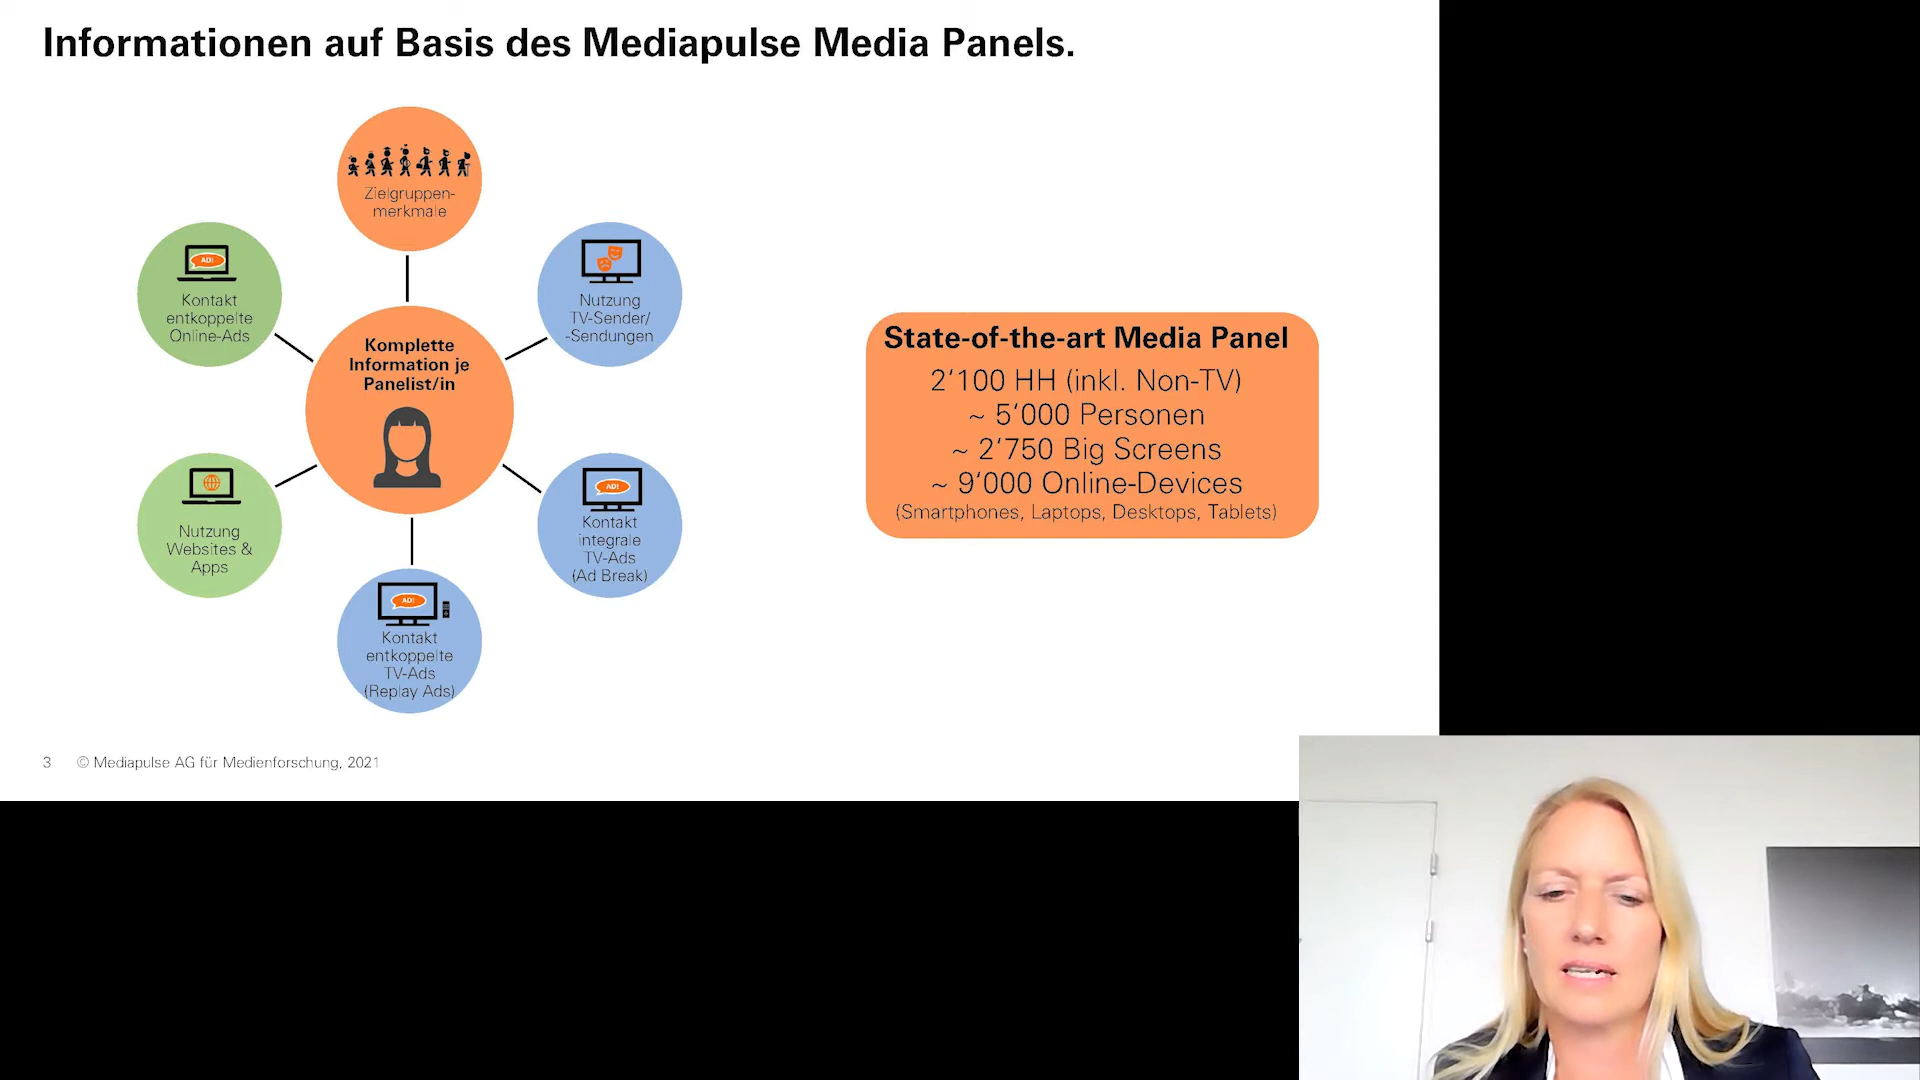 Informationen auf Basis des Mediapulse Media Panels.
Zielgruppen-
merkmale
AD!
Kontakt
entkoppelte
Online-Ads
Nutzung
TV-Sender/
-Sendungen
Komplette
Information je
Panelist/in
Nutzung
Websites &
Apps
AD!
Kontakt
integrale
TV-Ads
(Ad Break)
AD!
Kontakt
entkoppelte
TV-Ads
(Replay Ads)
State-of-the-art Media Panel
2‘100 HH (inkl. Non-TV)
~ 5‘000 Personen
~ 2‘750 Big Screens
~ 9‘000 Online-Devices
(Smartphones, Laptops, Desktops, Tablets)
3 © Mediapulse AG für Medienforschung, 2021